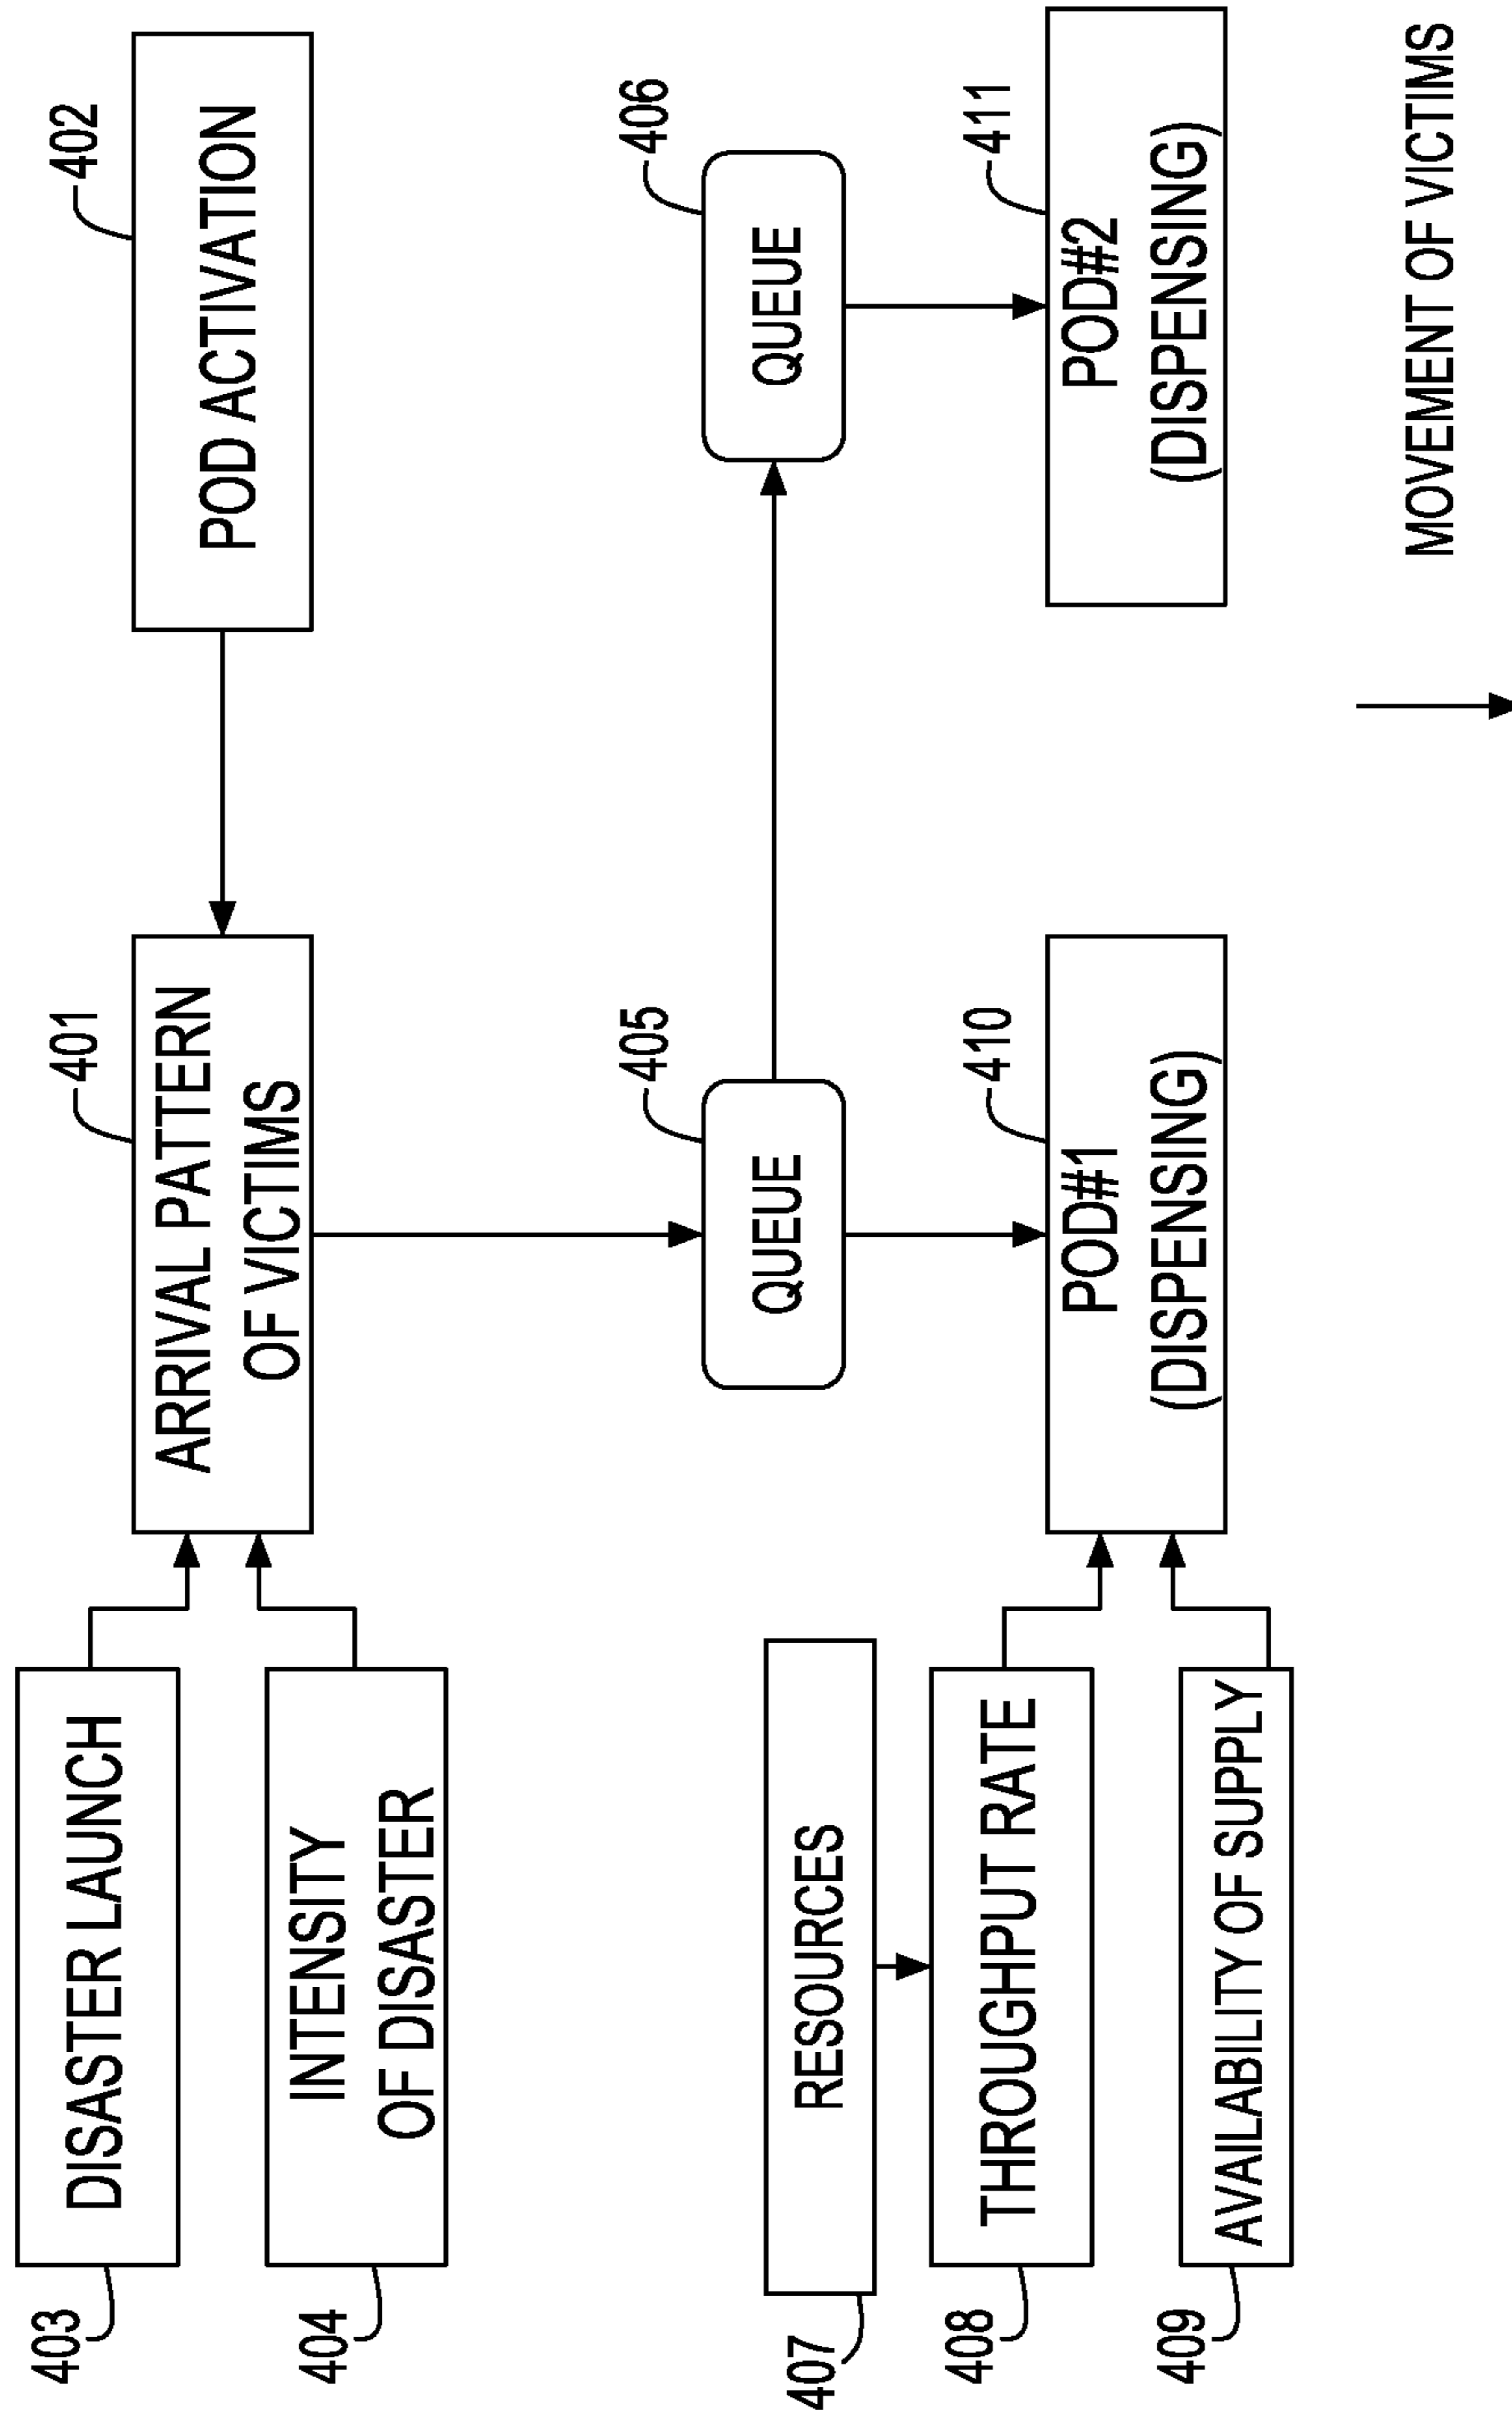 403
DISASTER LAUNCH
404
INTENSITY
OF DISASTER
401
ARRIVAL PATTERN
OF VICTIMS
402
POD ACTIVATION
405
QUEUE
406
QUEUE
407
RESOURCES
408
THROUGHPUT RATE
409
AVAILABILITY OF SUPPLY
410
POD#1
(DISPENSING)
411
POD#2
(DISPENSING)
MOVEMENT OF VICTIMS